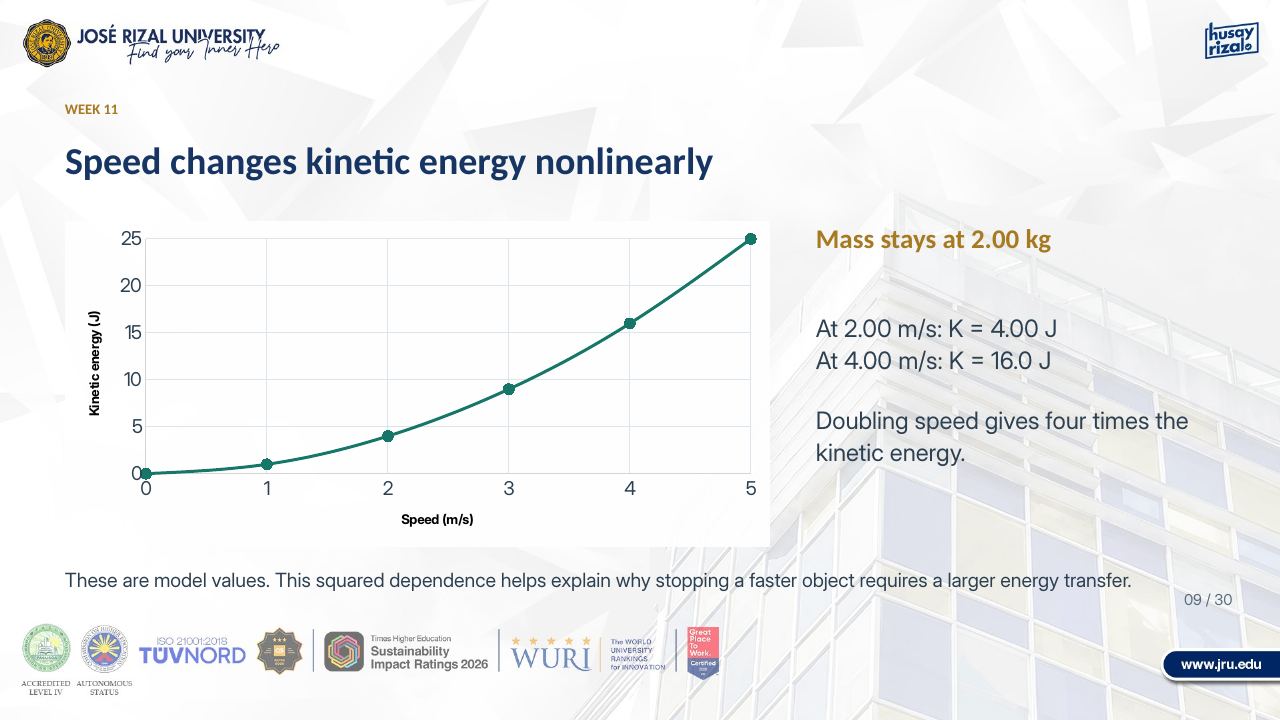 JOSÉ RIZAL UNIVERSITY
Find your Inner Hero
husay
rizal
WEEK 11
Speed changes kinetic energy nonlinearly
25
20
15
10
5
0
0 1 2 3 4 5
Kinetic energy (J)
Speed (m/s)
Mass stays at 2.00 kg
At 2.00 m/s: K = 4.00 J
At 4.00 m/s: K = 16.0 J
Doubling speed gives four times the
kinetic energy.
These are model values. This squared dependence helps explain why stopping a faster object requires a larger energy transfer.
09 / 30
ACCREDITED
LEVEL IV
AUTONOMOUS
STATUS
ISO 21001:2018
TÜVNORD
Times Higher Education
Sustainability
Impact Ratings 2026
WURI
The WORLD
UNIVERSITY
RANKINGS
for INNOVATION
Great
Place
To
Work.
Certified
www.jru.edu